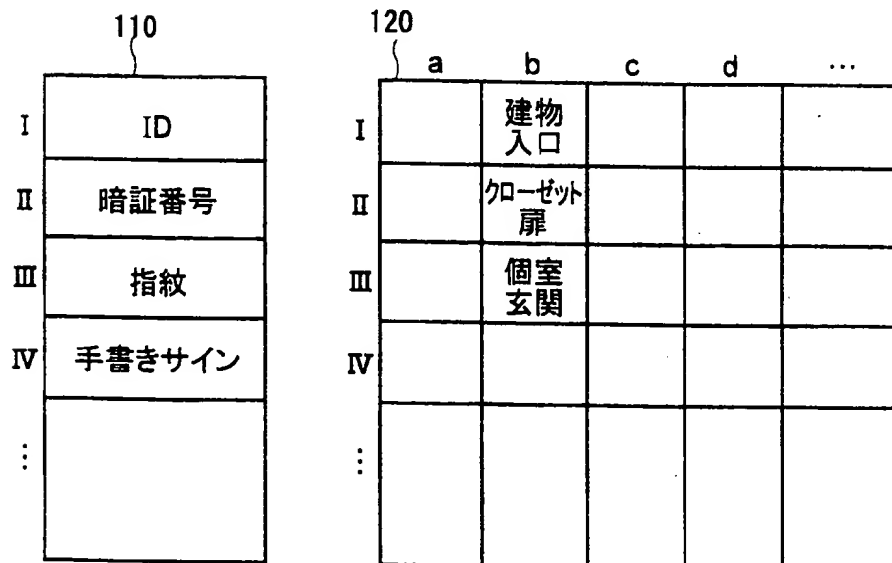 110
I ID
II 暗証番号
III 指紋
IV 手書きサイン
⋮
120
a b c d …
I 建物
入口
II クローゼット
扉
III 個室
玄関
IV
⋮